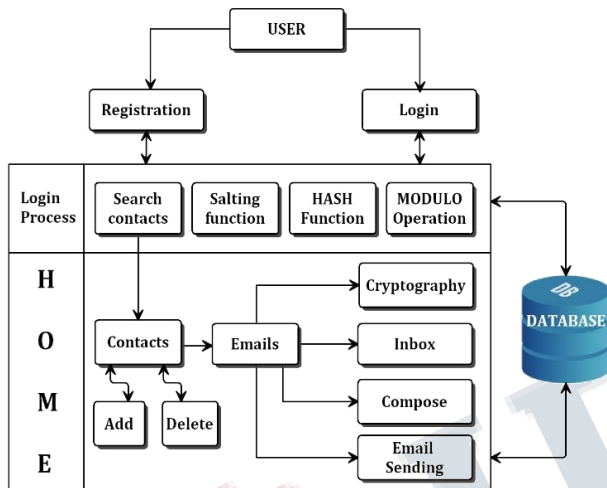 USER
Registration
Login
Login
Process
Search
contacts
Salting
function
HASH
Function
MODULO
Operation
H
O
M
E
Cryptography
Contacts
Emails
Inbox
Add
Delete
Compose
Email
Sending
DB
DATABASE